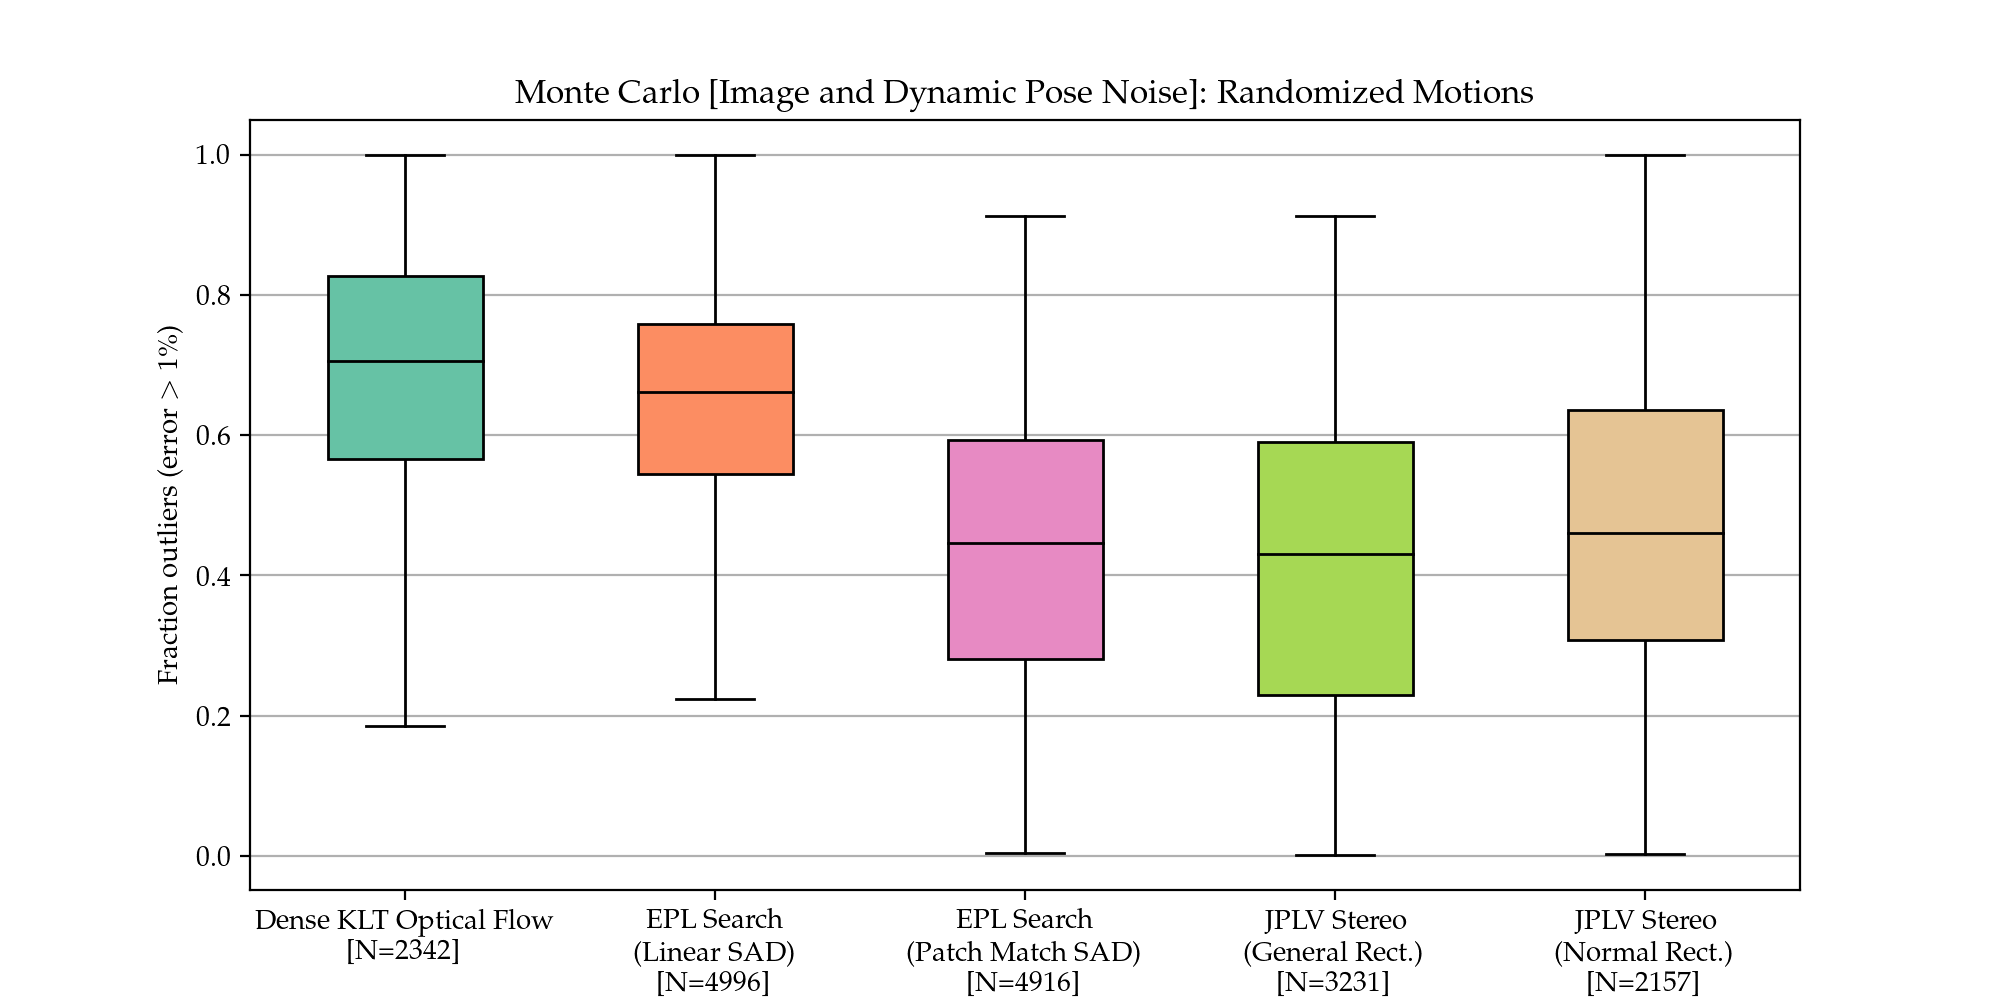 Monte Carlo [Image and Dynamic Pose Noise]: Randomized Motions
Fraction outliers (error > 1%)
1.0
0.8
0.6
0.4
0.2
0.0
Dense KLT Optical Flow
[N=2342]
EPL Search
(Linear SAD)
[N=4996]
EPL Search
(Patch Match SAD)
[N=4916]
JPLV Stereo
(General Rect.)
[N=3231]
JPLV Stereo
(Normal Rect.)
[N=2157]